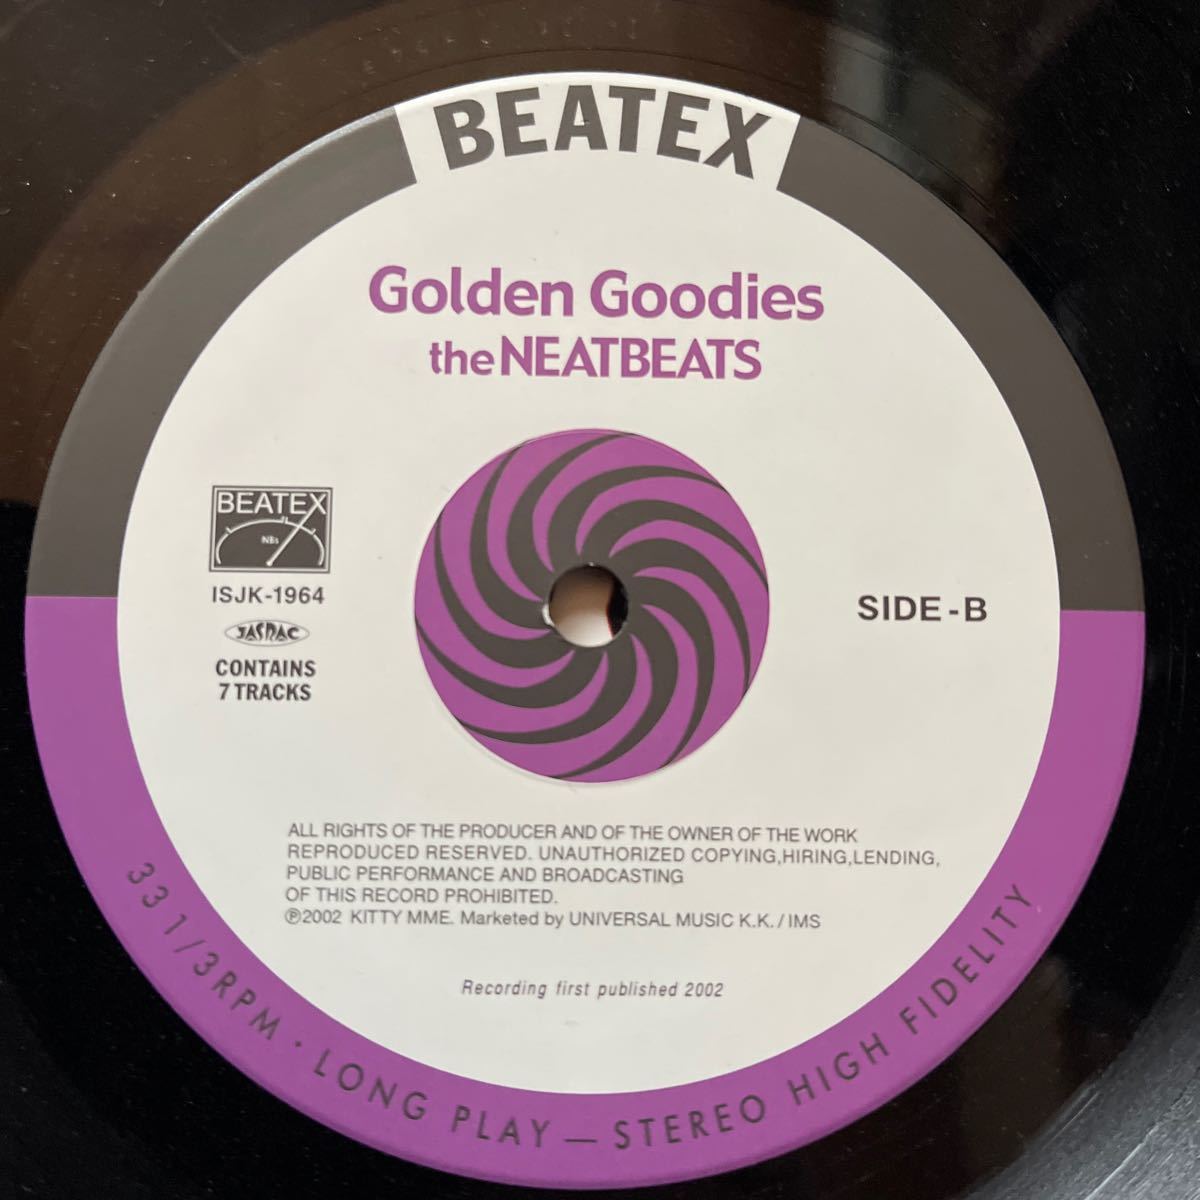 BEATEX
Golden Goodies
the NEATBEATS
BEATEX
NBs
ISJK-1964
JASRAC
CONTAINS
7 TRACKS
SIDE-B
ALL RIGHTS OF THE PRODUCER AND OF THE OWNER OF THE WORK
REPRODUCED RESERVED. UNAUTHORIZED COPYING,HIRING,LENDING,
PUBLIC PERFORMANCE AND BROADCASTING
OF THIS RECORD PROHIBITED.
℗2002 KITTY MME. Marketed by UNIVERSAL MUSIC K.K./IMS
Recording first published 2002
33 1/3RPM · LONG PLAY — STEREO HIGH FIDELITY